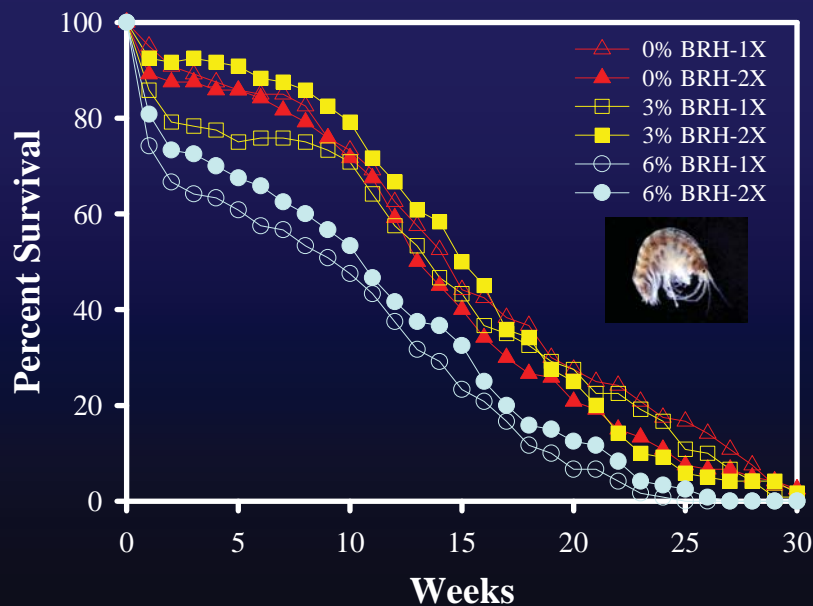 100
80
60
40
20
0
Percent Survival
0% BRH-1X
0% BRH-2X
3% BRH-1X
3% BRH-2X
6% BRH-1X
6% BRH-2X
0 5 10 15 20 25 30
Weeks